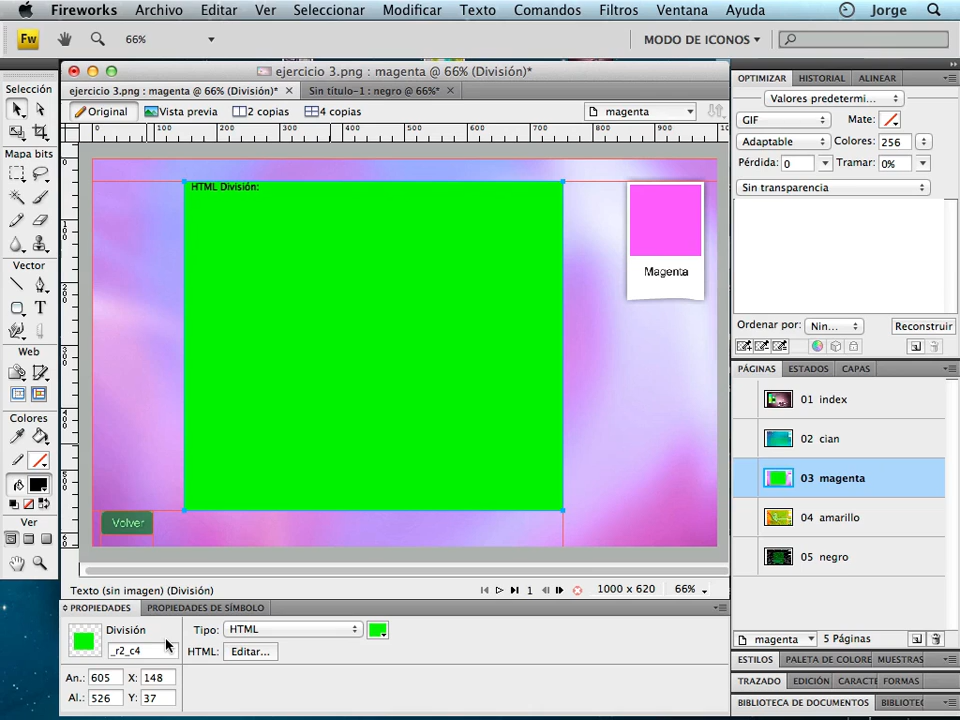 Fireworks Archivo Editar Ver Seleccionar Modificar Texto Comandos Filtros Ventana Ayuda Jorge
Fw 66% MODO DE ICONOS
Selección
ejercicio 3.png : magenta @ 66% (División)*
ejercicio 3.png : magenta @ 66% (División)* Sin título-1 : negro @ 66%*
Original Vista previa 2 copias 4 copias magenta
OPTIMIZAR HISTORIAL ALINEAR
Valores predetermi...
GIF Mate:
Adaptable Colores: 256
Pérdida: 0 Tramar: 0%
Sin transparencia
Mapa bits
0 100 200 300 400 500 600 700 800 900
HTML División:
Magenta
Vector
Ordenar por: Nin... Reconstruir
Web
PÁGINAS ESTADOS CAPAS
01 index
02 cian
03 magenta
04 amarillo
05 negro
Colores
Ver
Volver
Texto (sin imagen) (División) 1 1000 x 620 66%
PROPIEDADES PROPIEDADES DE SÍMBOLO
División Tipo: HTML
_r2_c4 HTML: Editar...
An.: 605 X: 148
Al.: 526 Y: 37
magenta 5 Páginas
ESTILOS PALETA DE COLORE MUESTRAS
TRAZADO EDICIÓN CARACTE FORMAS
BIBLIOTECA DE DOCUMENTOS BIBLIOTEC